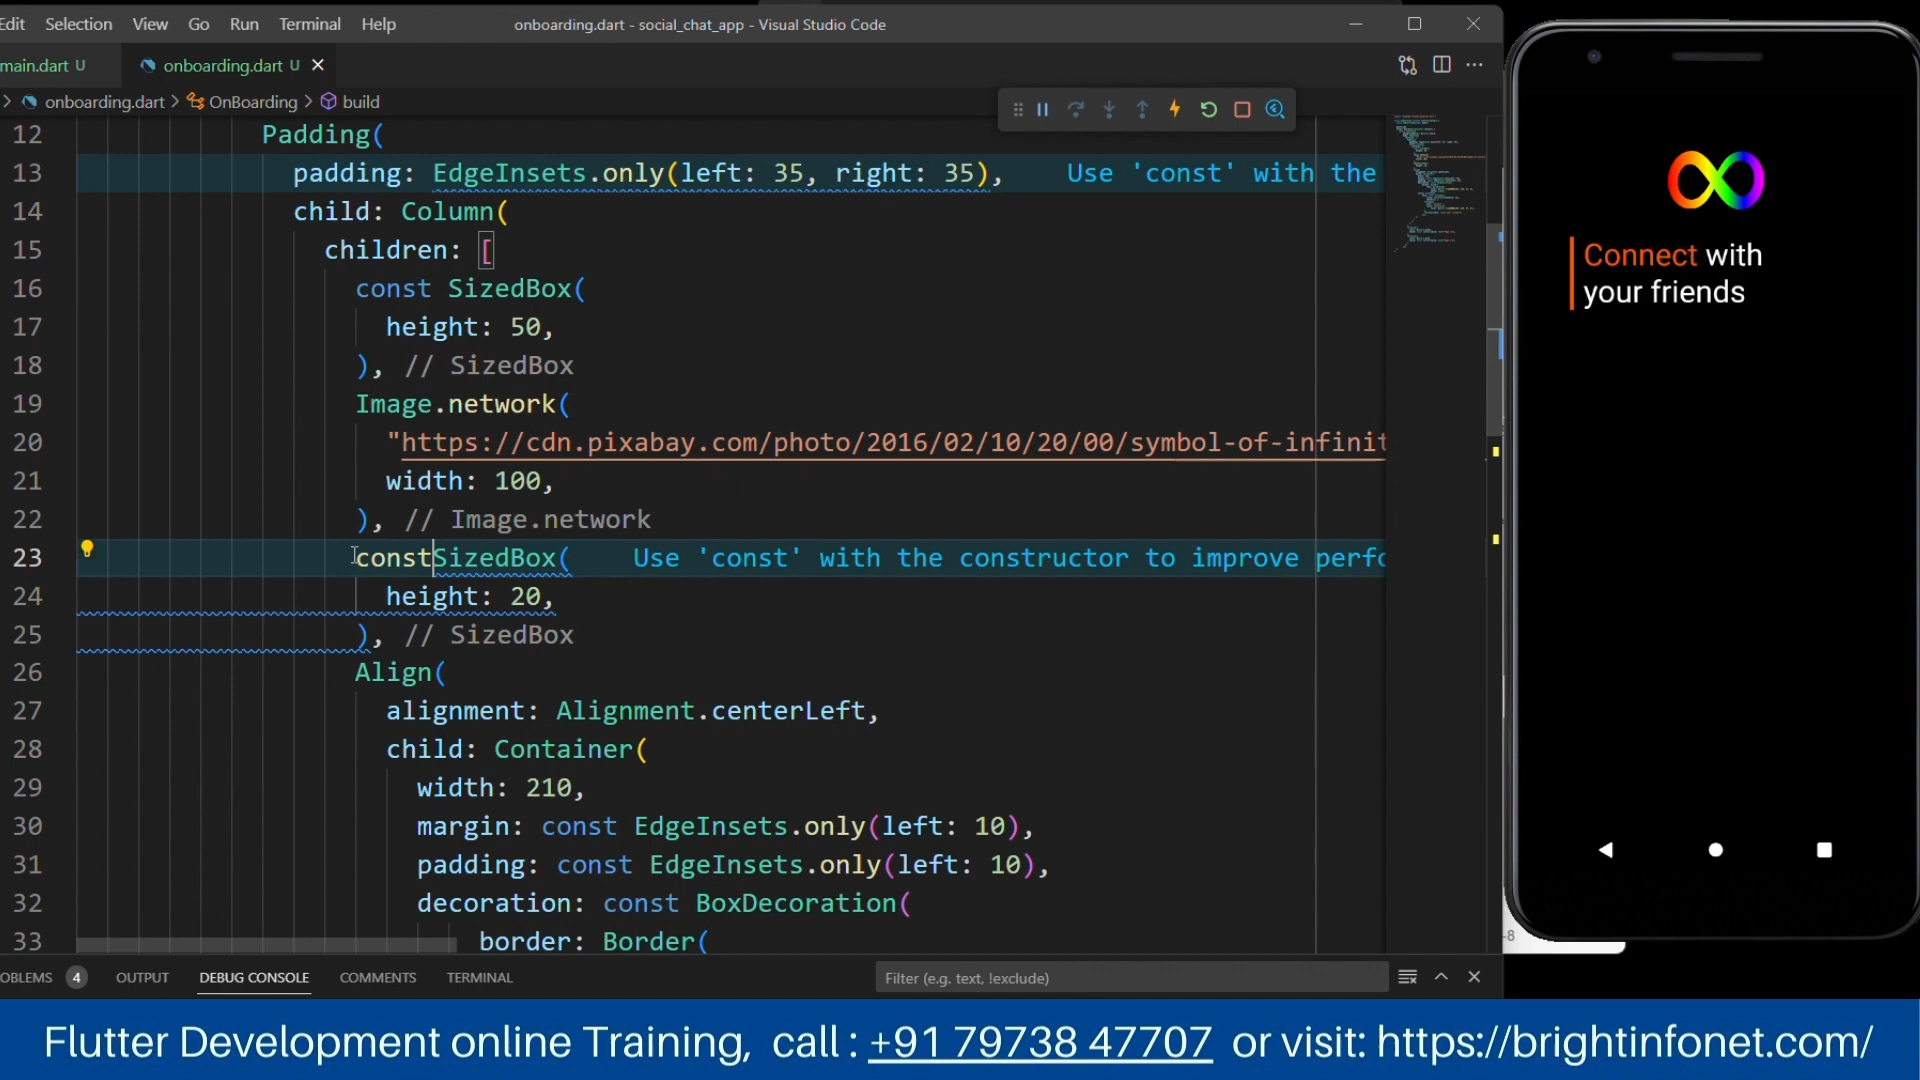 Edit Selection View Go Run Terminal Help onboarding.dart - social_chat_app - Visual Studio Code
main.dart U onboarding.dart U
onboarding.dart > OnBoarding > build
12 Padding(
13 padding: EdgeInsets.only(left: 35, right: 35), Use 'const' with the
14 child: Column(
15 children: [
16 const SizedBox(
17 height: 50,
18 ), // SizedBox
19 Image.network(
20 "https://cdn.pixabay.com/photo/2016/02/10/20/00/symbol-of-infinit
21 width: 100,
22 ), // Image.network
23 constSizedBox( Use 'const' with the constructor to improve perfo
24 height: 20,
25 ), // SizedBox
26 Align(
27 alignment: Alignment.centerLeft,
28 child: Container(
29 width: 210,
30 margin: const EdgeInsets.only(left: 10),
31 padding: const EdgeInsets.only(left: 10),
32 decoration: const BoxDecoration(
33 border: Border(
OBLEMS 4 OUTPUT DEBUG CONSOLE COMMENTS TERMINAL Filter (e.g. text, !exclude)
Connect with
your friends
-8
Flutter Development online Training, call : +91 79738 47707 or visit: https://brightinfonet.com/